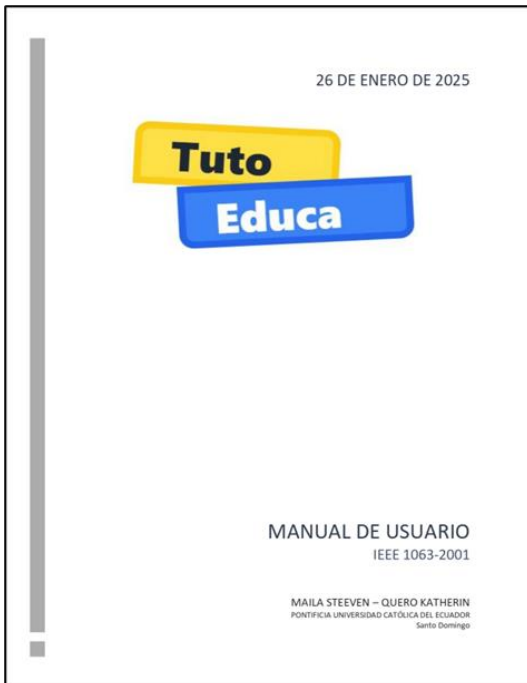 26 DE ENERO DE 2025
Tuto
Educa
MANUAL DE USUARIO
IEEE 1063-2001
MAILA STEEVEN – QUERO KATHERIN
PONTIFICIA UNIVERSIDAD CATÓLICA DEL ECUADOR
Santo Domingo